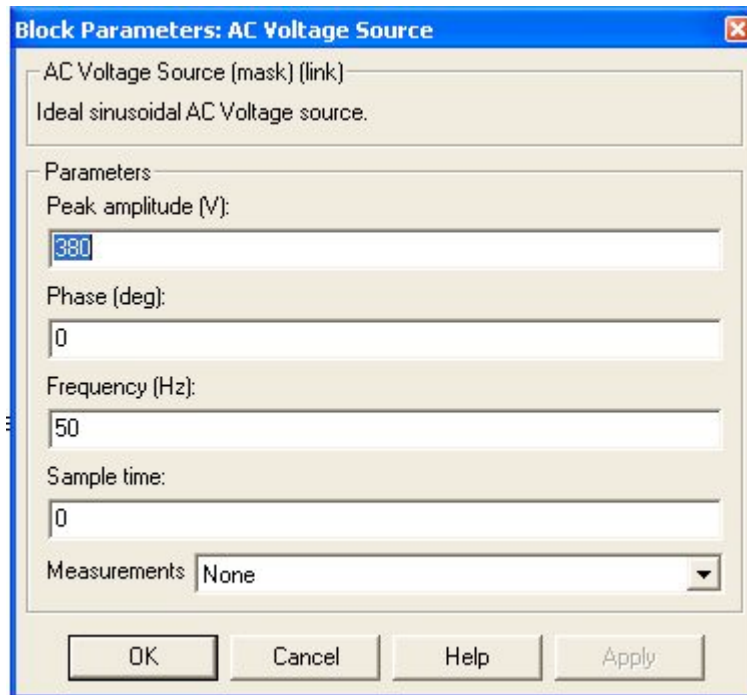 Block Parameters: AC Voltage Source
AC Voltage Source (mask) (link)
Ideal sinusoidal AC Voltage source.
Parameters
Peak amplitude (V):
380
Phase (deg):
0
Frequency (Hz):
50
Sample time:
0
Measurements None
OK Cancel Help Apply